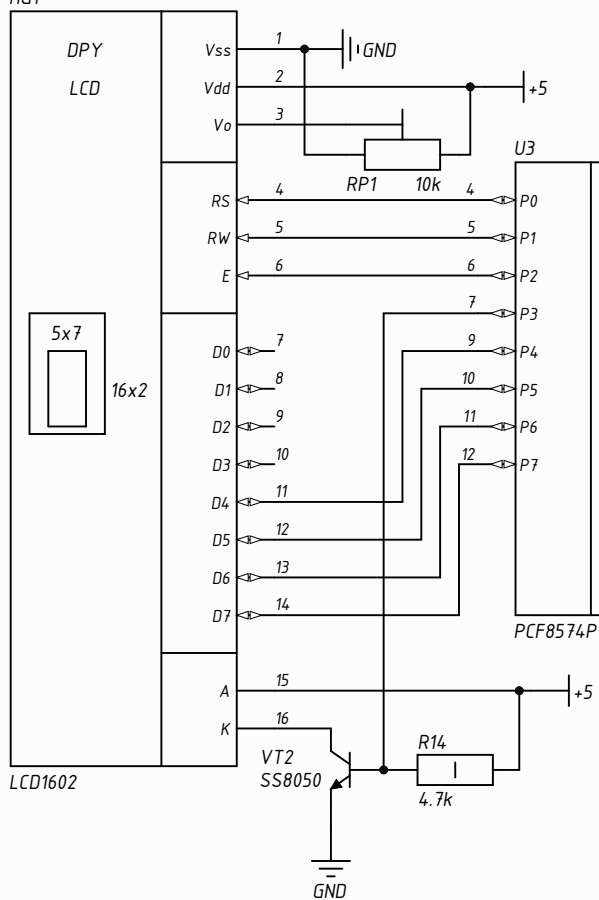 DPY
LCD
Vss
1
GND
Vdd
2
+5
Vo
3
RP1
10k
U3
RS
4
4
P0
RW
5
5
P1
E
6
6
P2
7
P3
5x7
16x2
D0
7
9
P4
D1
8
10
P5
D2
9
11
P6
D3
10
12
P7
D4
11
D5
12
D6
13
D7
14
PCF8574P
A
15
+5
K
16
VT2
SS8050
R14
4.7k
LCD1602
GND